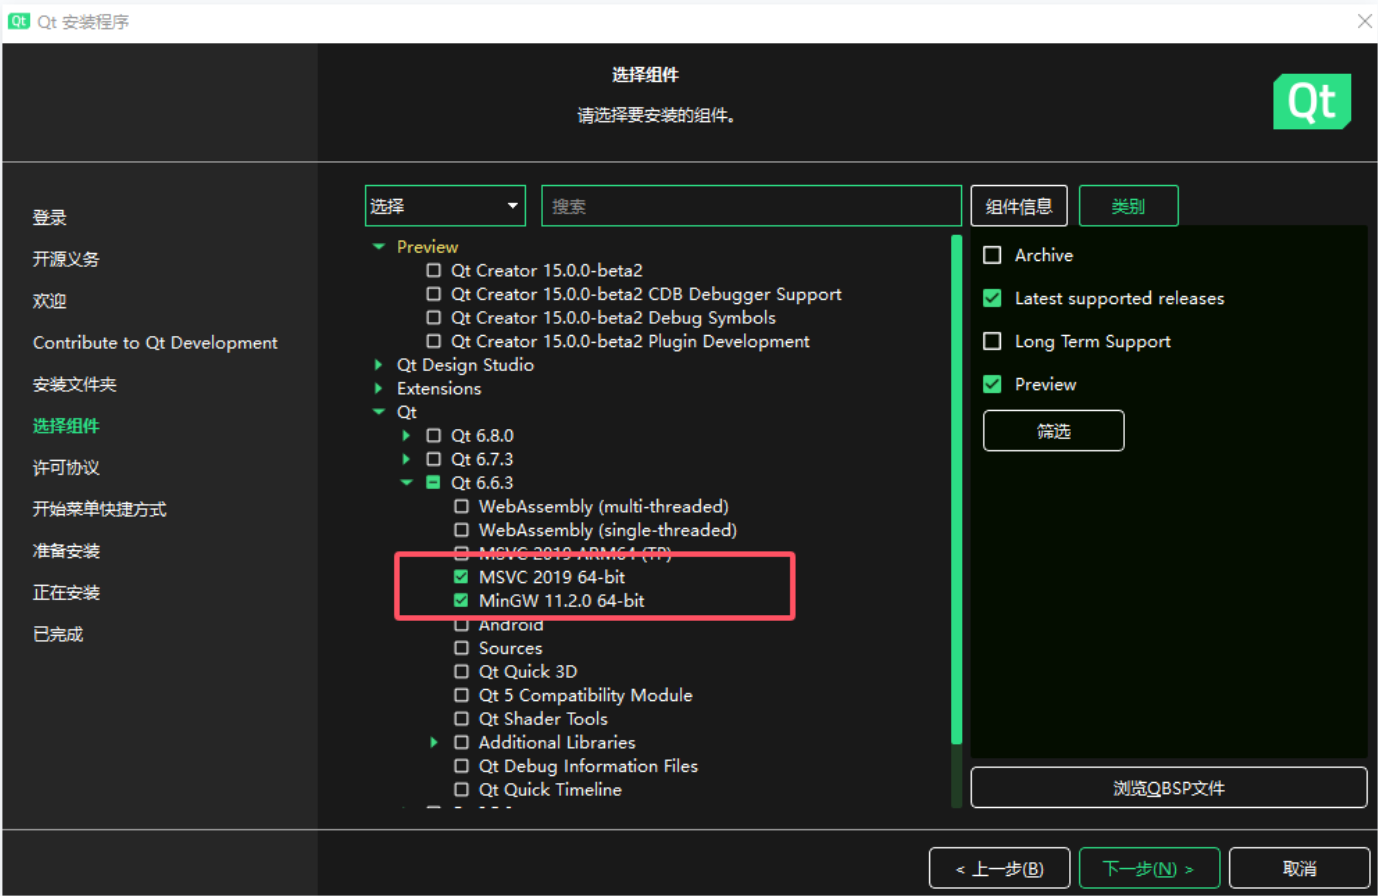 Qt Qt 安装程序
选择组件
请选择要安装的组件。
Qt
登录
开源义务
欢迎
Contribute to Qt Development
安装文件夹
选择组件
许可协议
开始菜单快捷方式
准备安装
正在安装
已完成
选择
搜索
组件信息
类别
Preview
Qt Creator 15.0.0-beta2
Qt Creator 15.0.0-beta2 CDB Debugger Support
Qt Creator 15.0.0-beta2 Debug Symbols
Qt Creator 15.0.0-beta2 Plugin Development
Qt Design Studio
Extensions
Qt
Qt 6.8.0
Qt 6.7.3
Qt 6.6.3
WebAssembly (multi-threaded)
WebAssembly (single-threaded)
MSVC 2019 ARM64 (TP)
MSVC 2019 64-bit
MinGW 11.2.0 64-bit
Android
Sources
Qt Quick 3D
Qt 5 Compatibility Module
Qt Shader Tools
Additional Libraries
Qt Debug Information Files
Qt Quick Timeline
Archive
Latest supported releases
Long Term Support
Preview
筛选
浏览QBSP文件
< 上一步(B)
下一步(N) >
取消